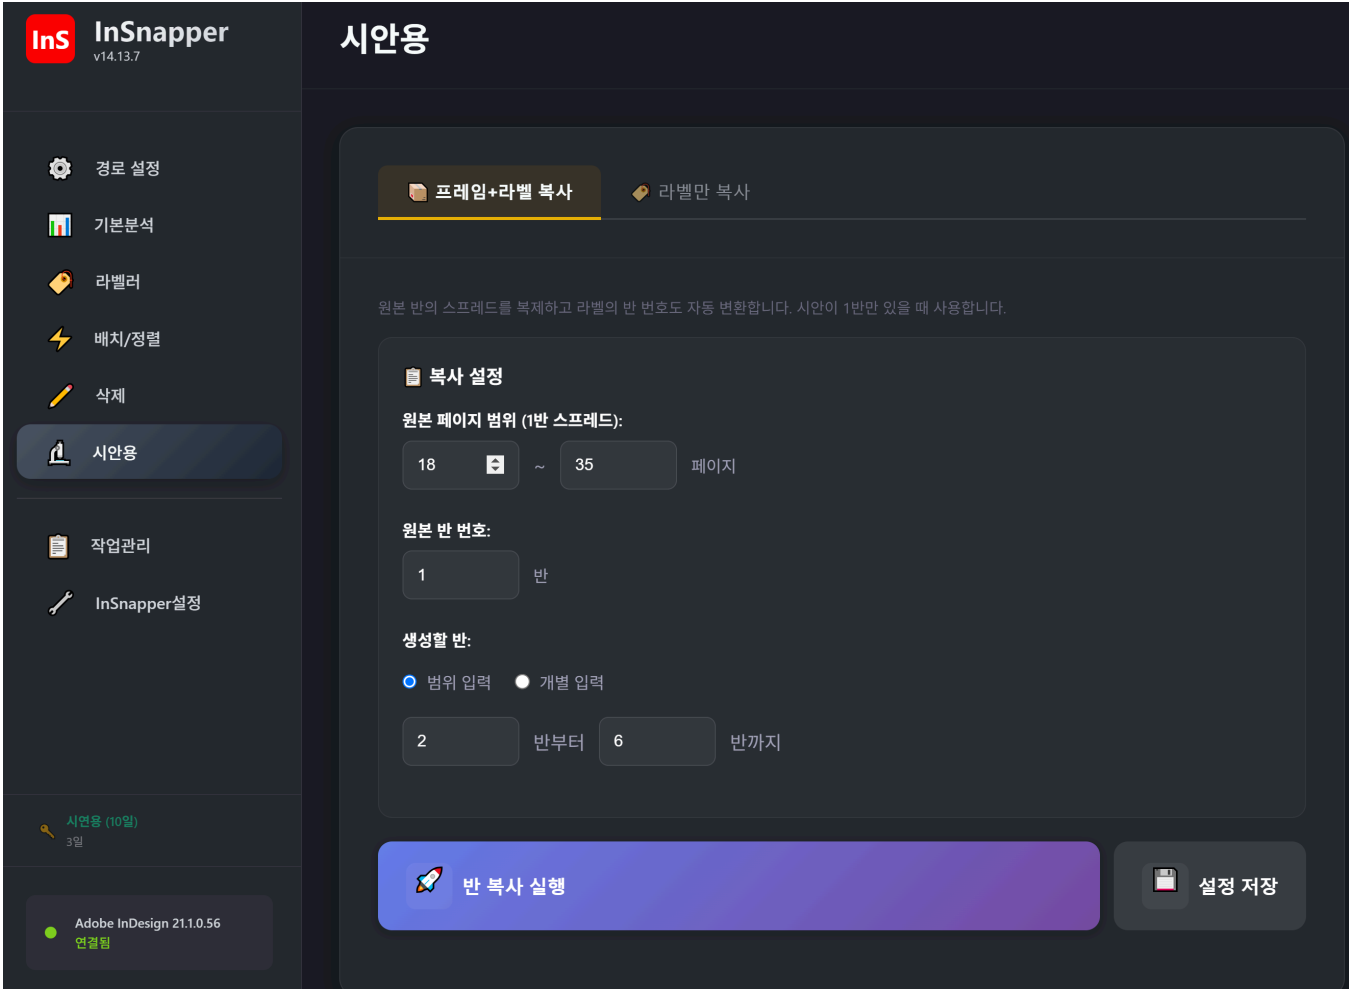 InS
InSnapper
v14.13.7
경로 설정
기본분석
라벨러
배치/정렬
삭제
시안용
작업관리
InSnapper설정
시연용 (10일)
3일
Adobe InDesign 21.1.0.56
연결됨
시안용
프레임+라벨 복사
라벨만 복사
원본 반의 스프레드를 복제하고 라벨의 반 번호도 자동 변환합니다. 시안이 1반만 있을 때 사용합니다.
복사 설정
원본 페이지 범위 (1반 스프레드):
18 ~ 35 페이지
원본 반 번호:
1 반
생성할 반:
범위 입력 개별 입력
2 반부터 6 반까지
반 복사 실행
설정 저장